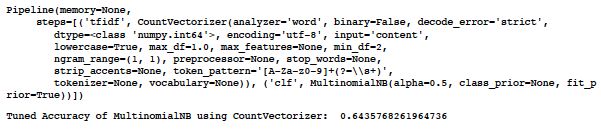 Pipeline(memory=None,
steps=[('tfidf', CountVectorizer(analyzer='word', binary=False, decode_error='strict',
dtype=<class 'numpy.int64'>, encoding='utf-8', input='content',
lowercase=True, max_df=1.0, max_features=None, min_df=2,
ngram_range=(1, 1), preprocessor=None, stop_words=None,
strip_accents=None, token_pattern='[A-Za-z0-9]+(?=\\s+)',
tokenizer=None, vocabulary=None)), ('clf', MultinomialNB(alpha=0.5, class_prior=None, fit_p
rior=True))])
Tuned Accuracy of MultinomialNB using CountVectorizer: 0.6435768261964736